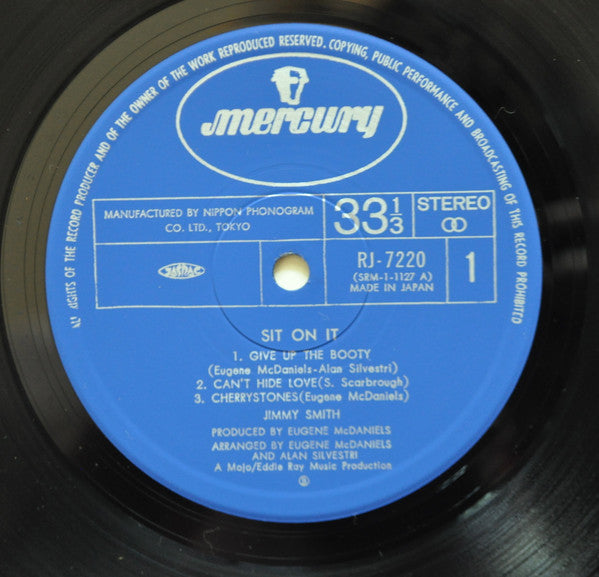 ALL RIGHTS OF THE RECORD PRODUCER AND OF THE OWNER OF THE WORK REPRODUCED RESERVED. COPYING, PUBLIC PERFORMANCE AND BROADCASTING OF THIS RECORD PROHIBITED
mercury
MANUFACTURED BY NIPPON PHONOGRAM
CO. LTD., TOKYO
33 1/3
STEREO
JASRAC
RJ-7220
(SRM-1-1127 A)
MADE IN JAPAN
1
SIT ON IT
1. GIVE UP THE BOOTY
(Eugene McDaniels-Alan Silvestri)
2. CAN'T HIDE LOVE(S. Scarbrough)
3. CHERRYSTONES(Eugene McDaniels)
JIMMY SMITH
PRODUCED BY EUGENE McDANIELS
ARRANGED BY EUGENE McDANIELS
AND ALAN SILVESTRI
A Mojo/Eddie Ray Music Production